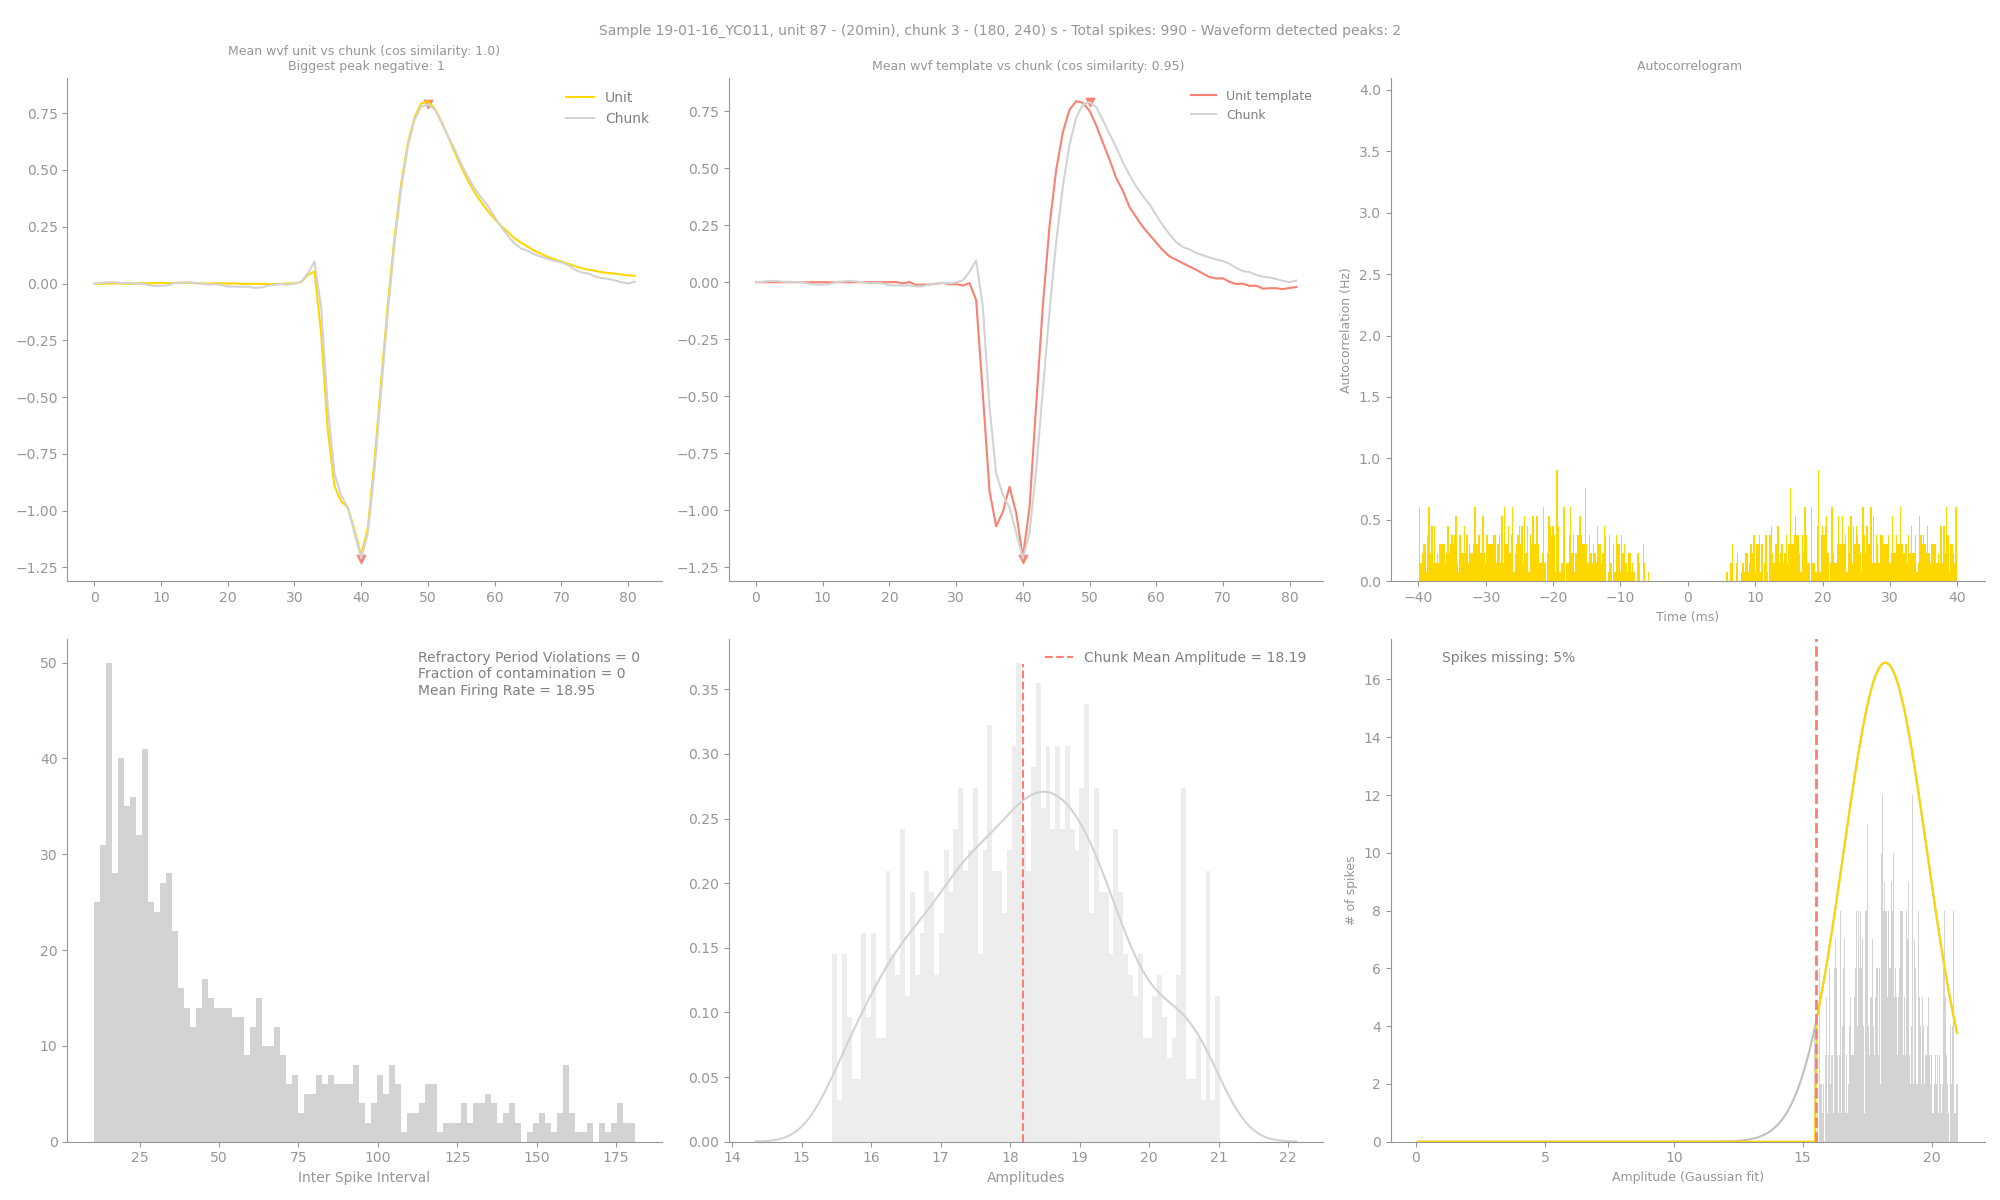 Sample 19-01-16_YC011, unit 87 - (20min), chunk 3 - (180, 240) s - Total spikes: 990 - Waveform detected peaks: 2
Mean wvf unit vs chunk (cos similarity: 1.0)
Biggest peak negative: 1
Unit
Chunk
0.75
0.50
0.25
0.00
−0.25
−0.50
−0.75
−1.00
−1.25
0 10 20 30 40 50 60 70 80
Mean wvf template vs chunk (cos similarity: 0.95)
Unit template
Chunk
0.75
0.50
0.25
0.00
−0.25
−0.50
−0.75
−1.00
−1.25
0 10 20 30 40 50 60 70 80
Autocorrelogram
Autocorrelation (Hz)
4.0
3.5
3.0
2.5
2.0
1.5
1.0
0.5
0.0
−40 −30 −20 −10 0 10 20 30 40
Time (ms)
Refractory Period Violations = 0
Fraction of contamination = 0
Mean Firing Rate = 18.95
50
40
30
20
10
0
25 50 75 100 125 150 175
Inter Spike Interval
Chunk Mean Amplitude = 18.19
0.35
0.30
0.25
0.20
0.15
0.10
0.05
0.00
14 15 16 17 18 19 20 21 22
Amplitudes
Spikes missing: 5%
# of spikes
16
14
12
10
8
6
4
2
0
0 5 10 15 20
Amplitude (Gaussian fit)